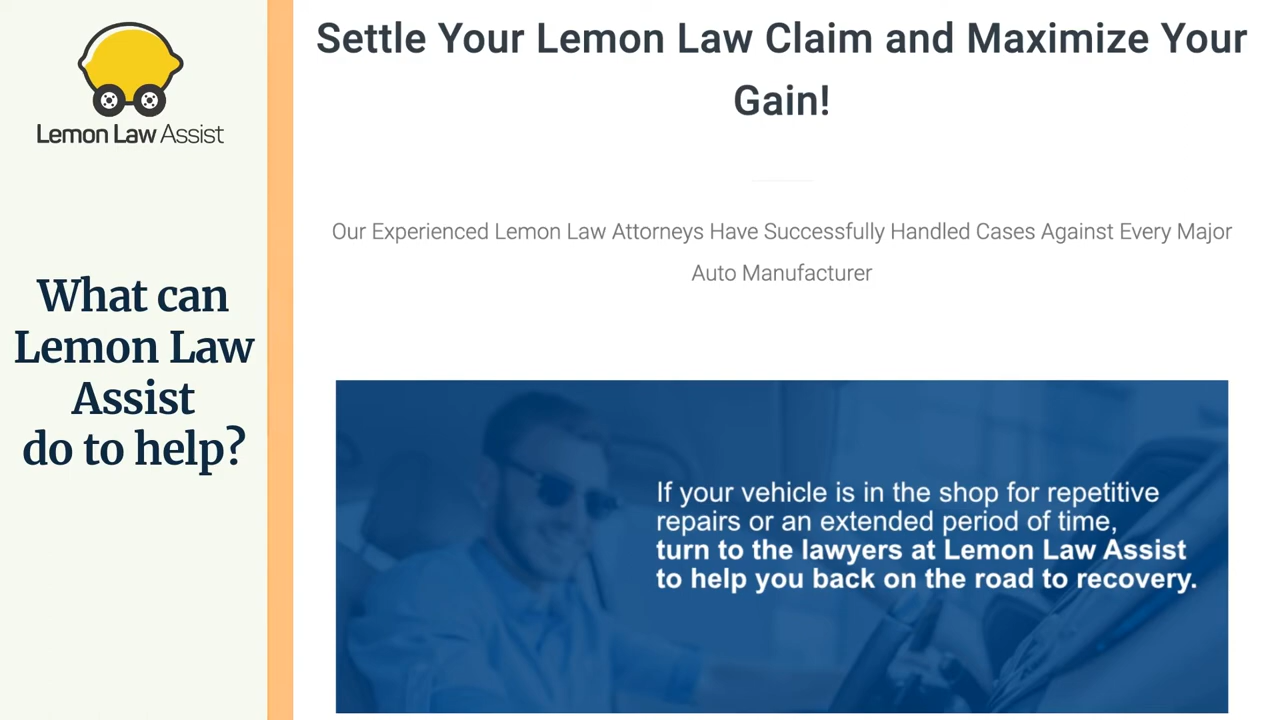 Lemon Law Assist
What can
Lemon Law
Assist
do to help?
Settle Your Lemon Law Claim and Maximize Your
Gain!
Our Experienced Lemon Law Attorneys Have Successfully Handled Cases Against Every Major
Auto Manufacturer
If your vehicle is in the shop for repetitive
repairs or an extended period of time,
turn to the lawyers at Lemon Law Assist
to help you back on the road to recovery.